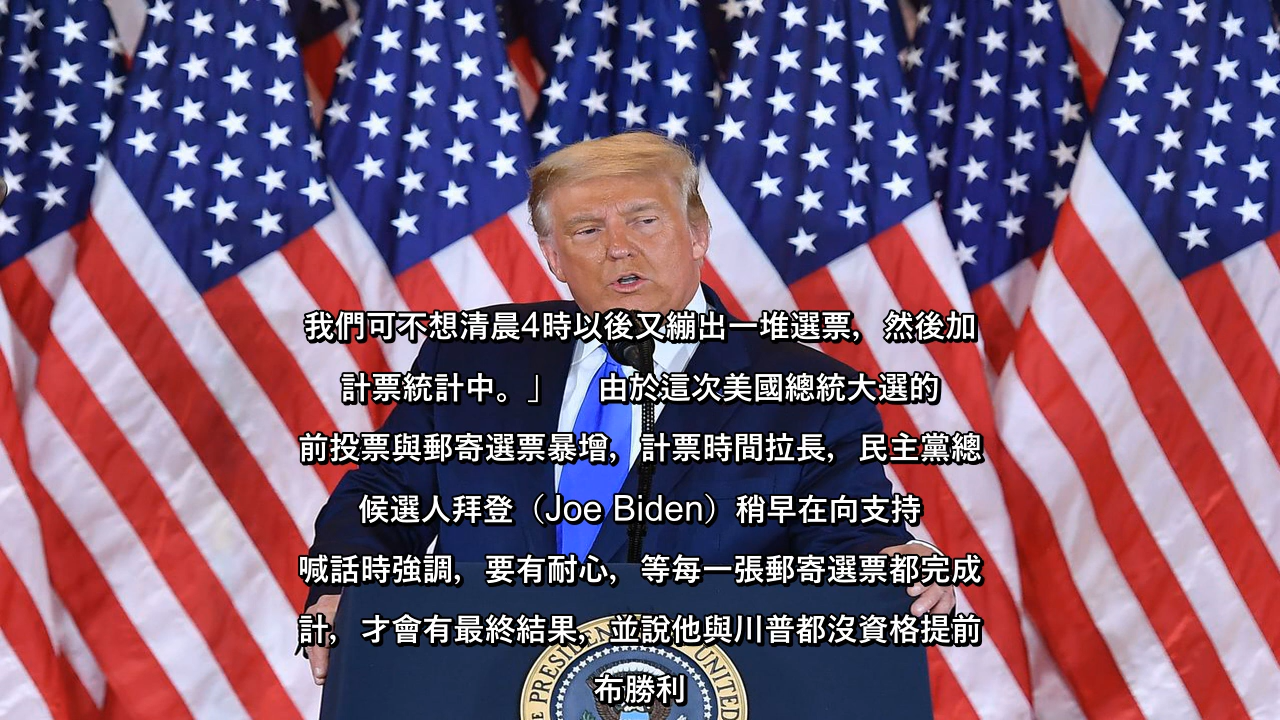 我們可不想清晨4時以後又繃出一堆選票，然後加
計票統計中。」　由於這次美國總統大選的
前投票與郵寄選票暴增，計票時間拉長，民主黨總
候選人拜登（Joe Biden）稍早在向支持
喊話時強調，要有耐心，等每一張郵寄選票都完成
計，才會有最終結果，並說他與川普都沒資格提前
布勝利
PRESIDEN
UNITED